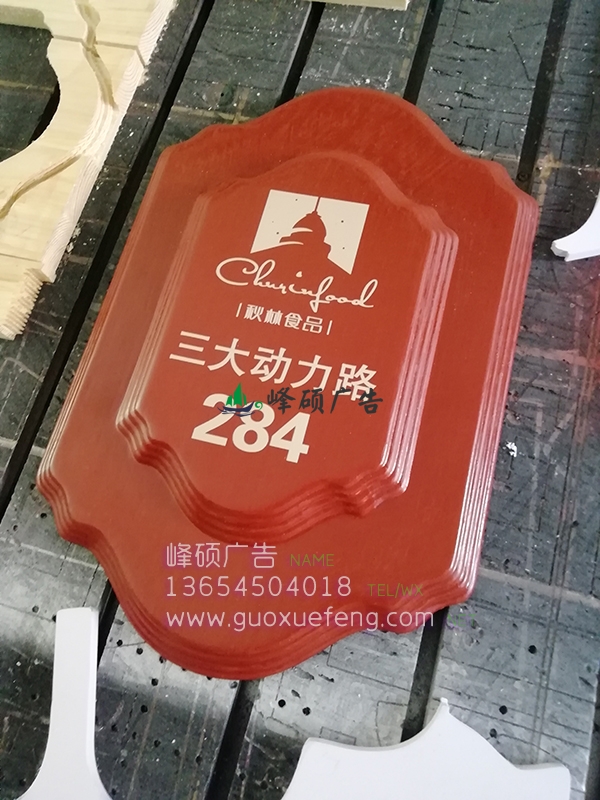 Churinfood
秋林食品
三大动力路
峰硕广告
284
峰硕广告 NAME
13654504018 TEL/WX
www.guoxuefeng.com